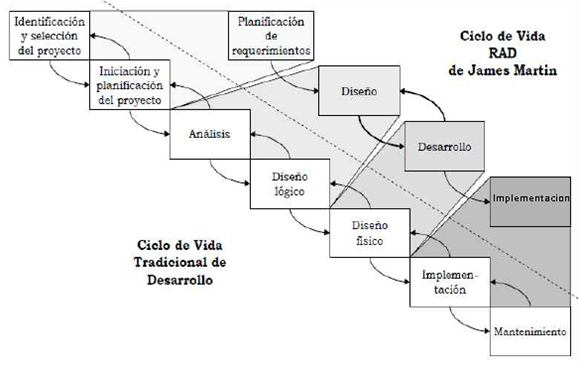 Identificación
y selección
del proyecto
Planificación
de
requerimientos
Ciclo de Vida
RAD
de James Martin
Iniciación y
planificación
del proyecto
Diseño
Análisis
Desarrollo
Diseño
lógico
Implementacion
Diseño
físico
Ciclo de Vida
Tradicional de
Desarrollo
Implemen-
tación
Mantenimiento